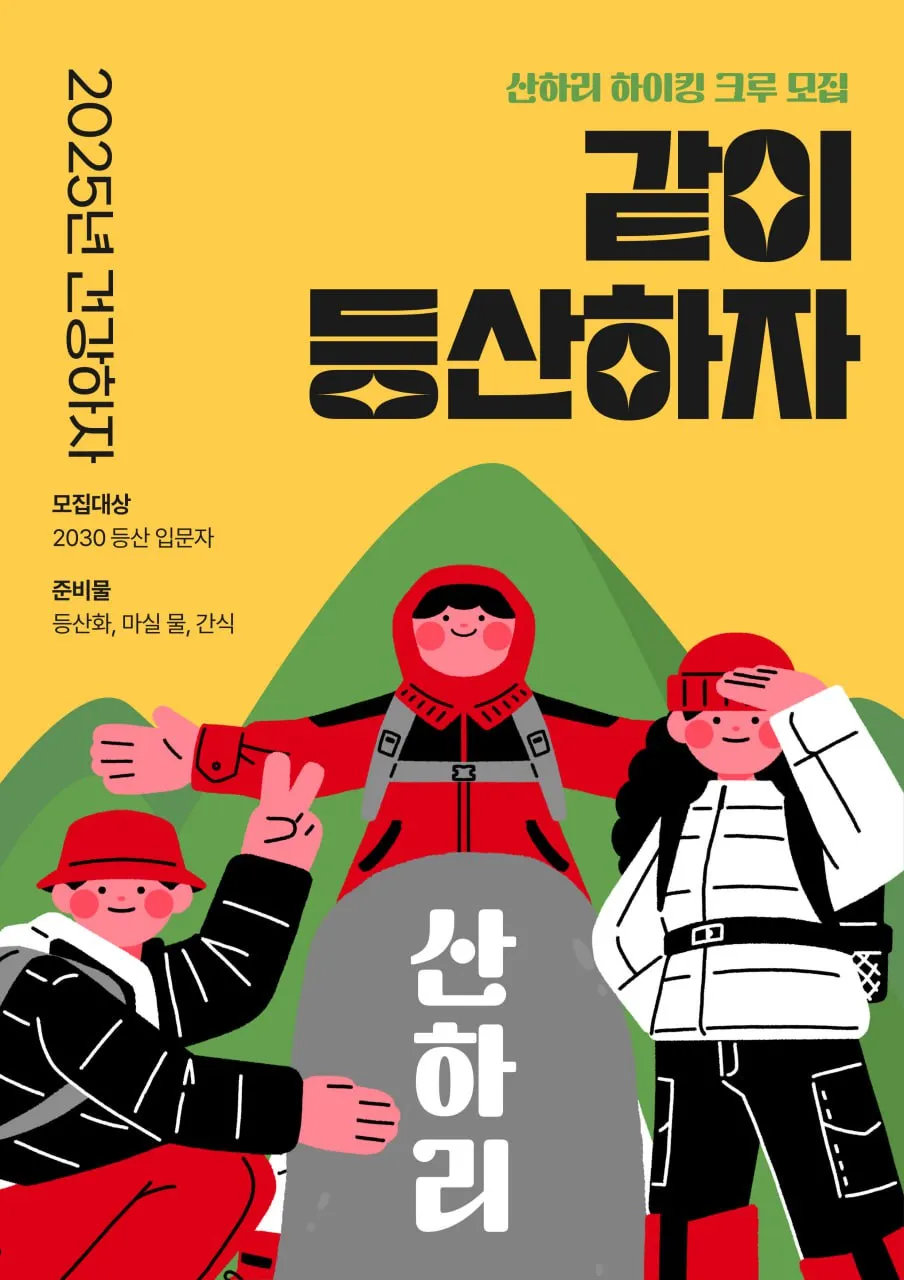 산하리 하이킹 크루 모집
같이
등산하자
2025년 건강하자
모집대상
2030 등산 입문자
준비물
등산화, 마실 물, 간식
산
하
리